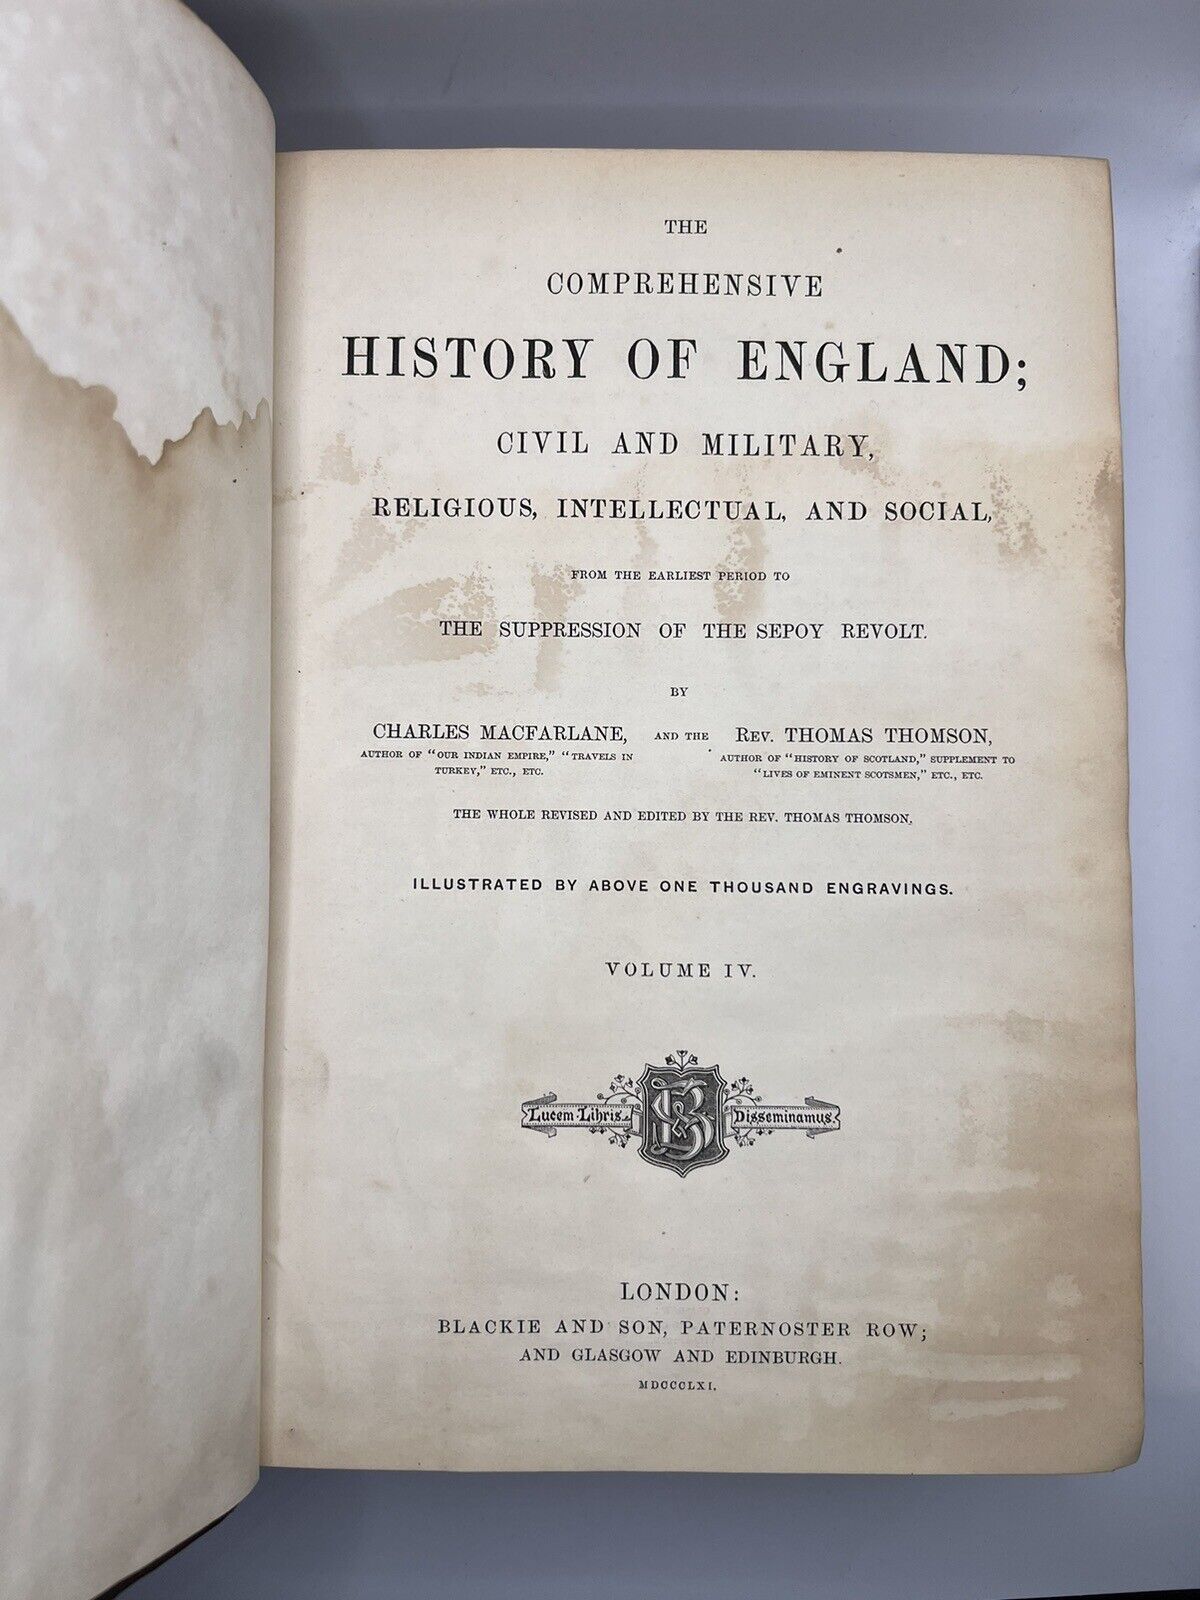 THE
COMPREHENSIVE
HISTORY OF ENGLAND;
CIVIL AND MILITARY,
RELIGIOUS, INTELLECTUAL, AND SOCIAL,
FROM THE EARLIEST PERIOD TO
THE SUPPRESSION OF THE SEPOY REVOLT.
BY
CHARLES MACFARLANE, AND THE REV. THOMAS THOMSON,
AUTHOR OF "OUR INDIAN EMPIRE," "TRAVELS IN
TURKEY," ETC., ETC.
AUTHOR OF "HISTORY OF SCOTLAND," SUPPLEMENT TO
"LIVES OF EMINENT SCOTSMEN," ETC., ETC.
THE WHOLE REVISED AND EDITED BY THE REV. THOMAS THOMSON.
ILLUSTRATED BY ABOVE ONE THOUSAND ENGRAVINGS.
VOLUME IV.
Lucem Libris B&S Disseminamus.
LONDON:
BLACKIE AND SON, PATERNOSTER ROW;
AND GLASGOW AND EDINBURGH.
MDCCCLXI.